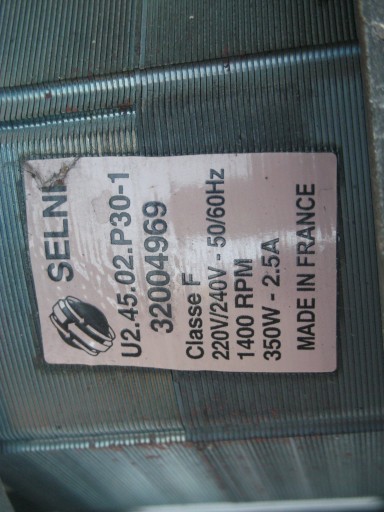 SELNI
U2.45.02.P30-1
32004969
Classe F
220V/240V - 50/60Hz
1400 RPM
350W - 2.5A
MADE IN FRANCE